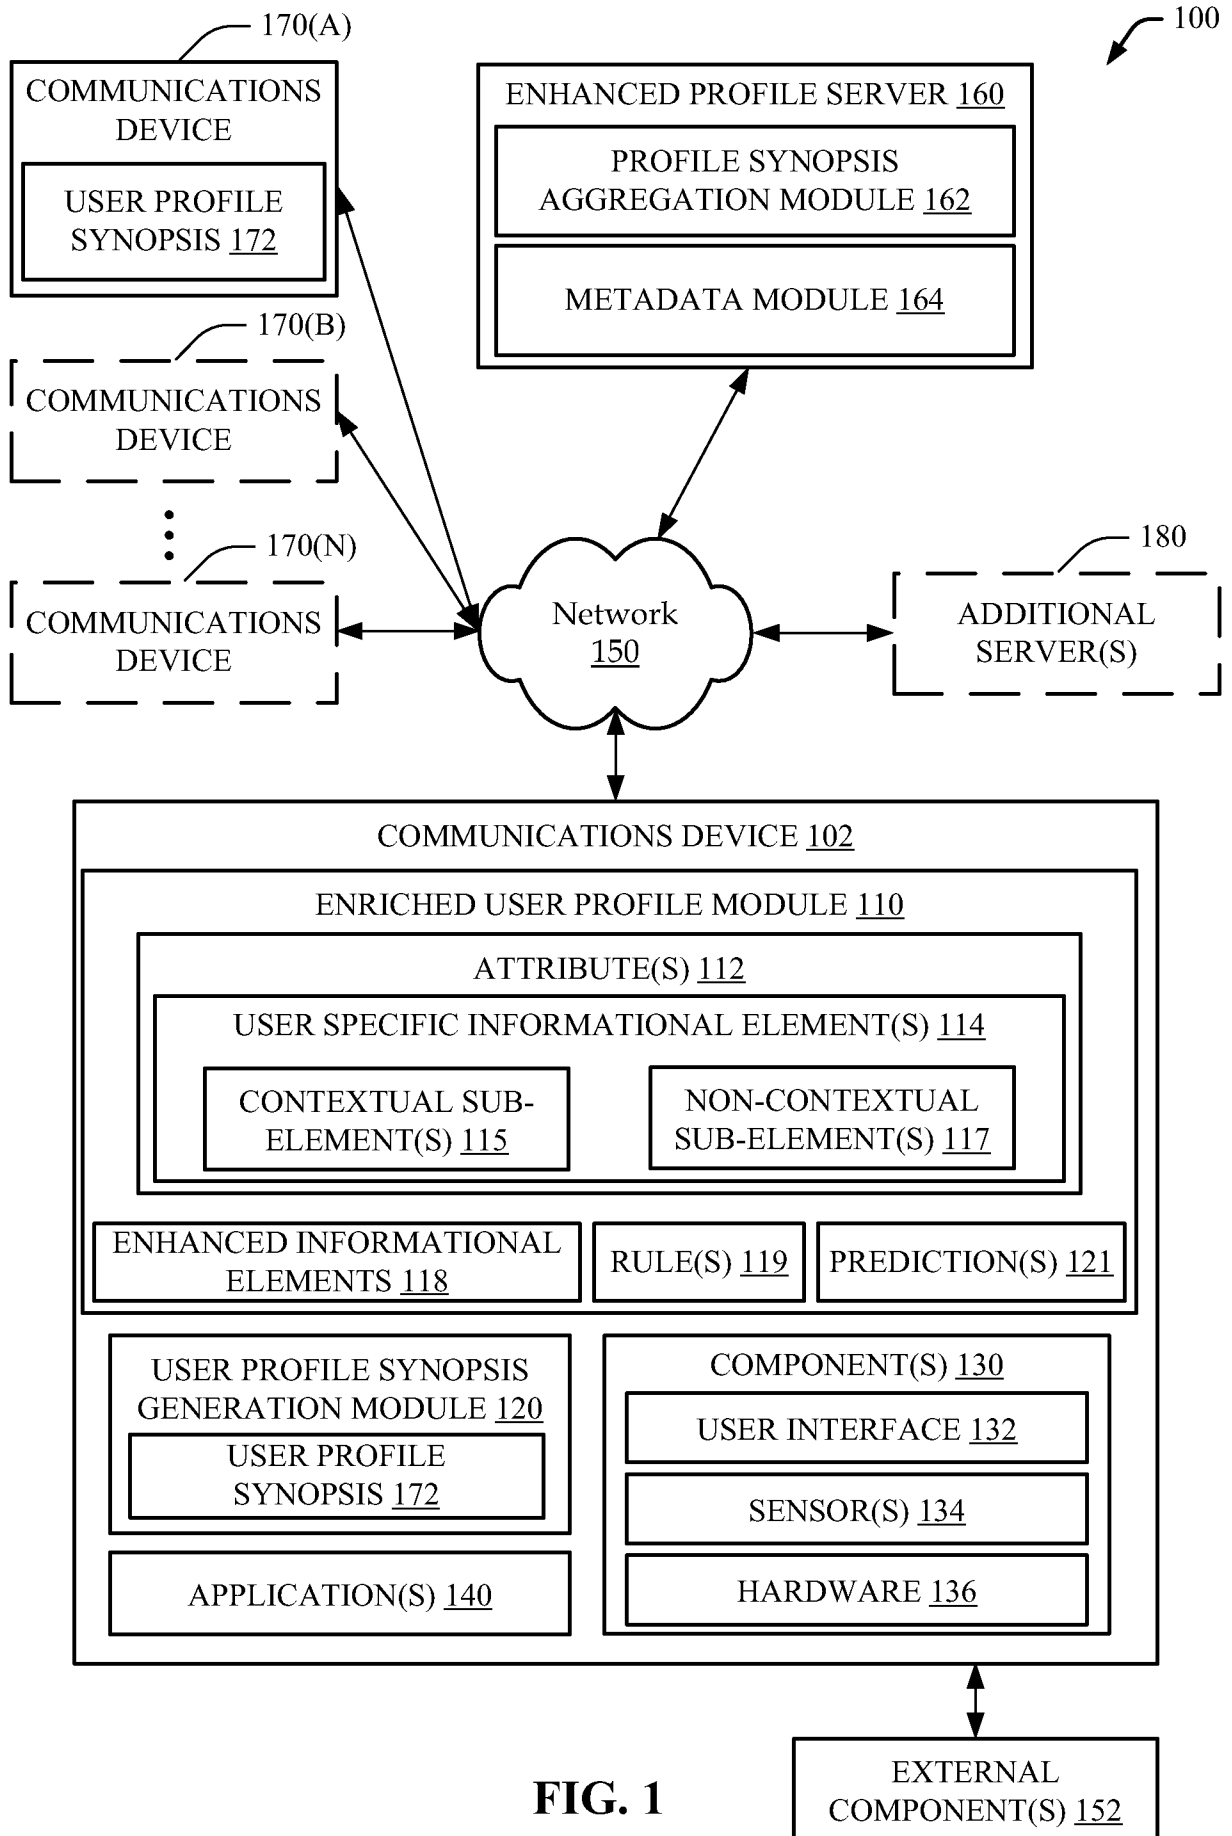 170(A)
100
COMMUNICATIONS
DEVICE
USER PROFILE
SYNOPSIS 172
ENHANCED PROFILE SERVER 160
PROFILE SYNOPSIS
AGGREGATION MODULE 162
METADATA MODULE 164
170(B)
COMMUNICATIONS
DEVICE
170(N)
COMMUNICATIONS
DEVICE
Network
150
180
ADDITIONAL
SERVER(S)
COMMUNICATIONS DEVICE 102
ENRICHED USER PROFILE MODULE 110
ATTRIBUTE(S) 112
USER SPECIFIC INFORMATIONAL ELEMENT(S) 114
CONTEXTUAL SUB-
ELEMENT(S) 115
NON-CONTEXTUAL
SUB-ELEMENT(S) 117
ENHANCED INFORMATIONAL
ELEMENTS 118
RULE(S) 119
PREDICTION(S) 121
USER PROFILE SYNOPSIS
GENERATION MODULE 120
USER PROFILE
SYNOPSIS 172
APPLICATION(S) 140
COMPONENT(S) 130
USER INTERFACE 132
SENSOR(S) 134
HARDWARE 136
EXTERNAL
COMPONENT(S) 152
FIG. 1